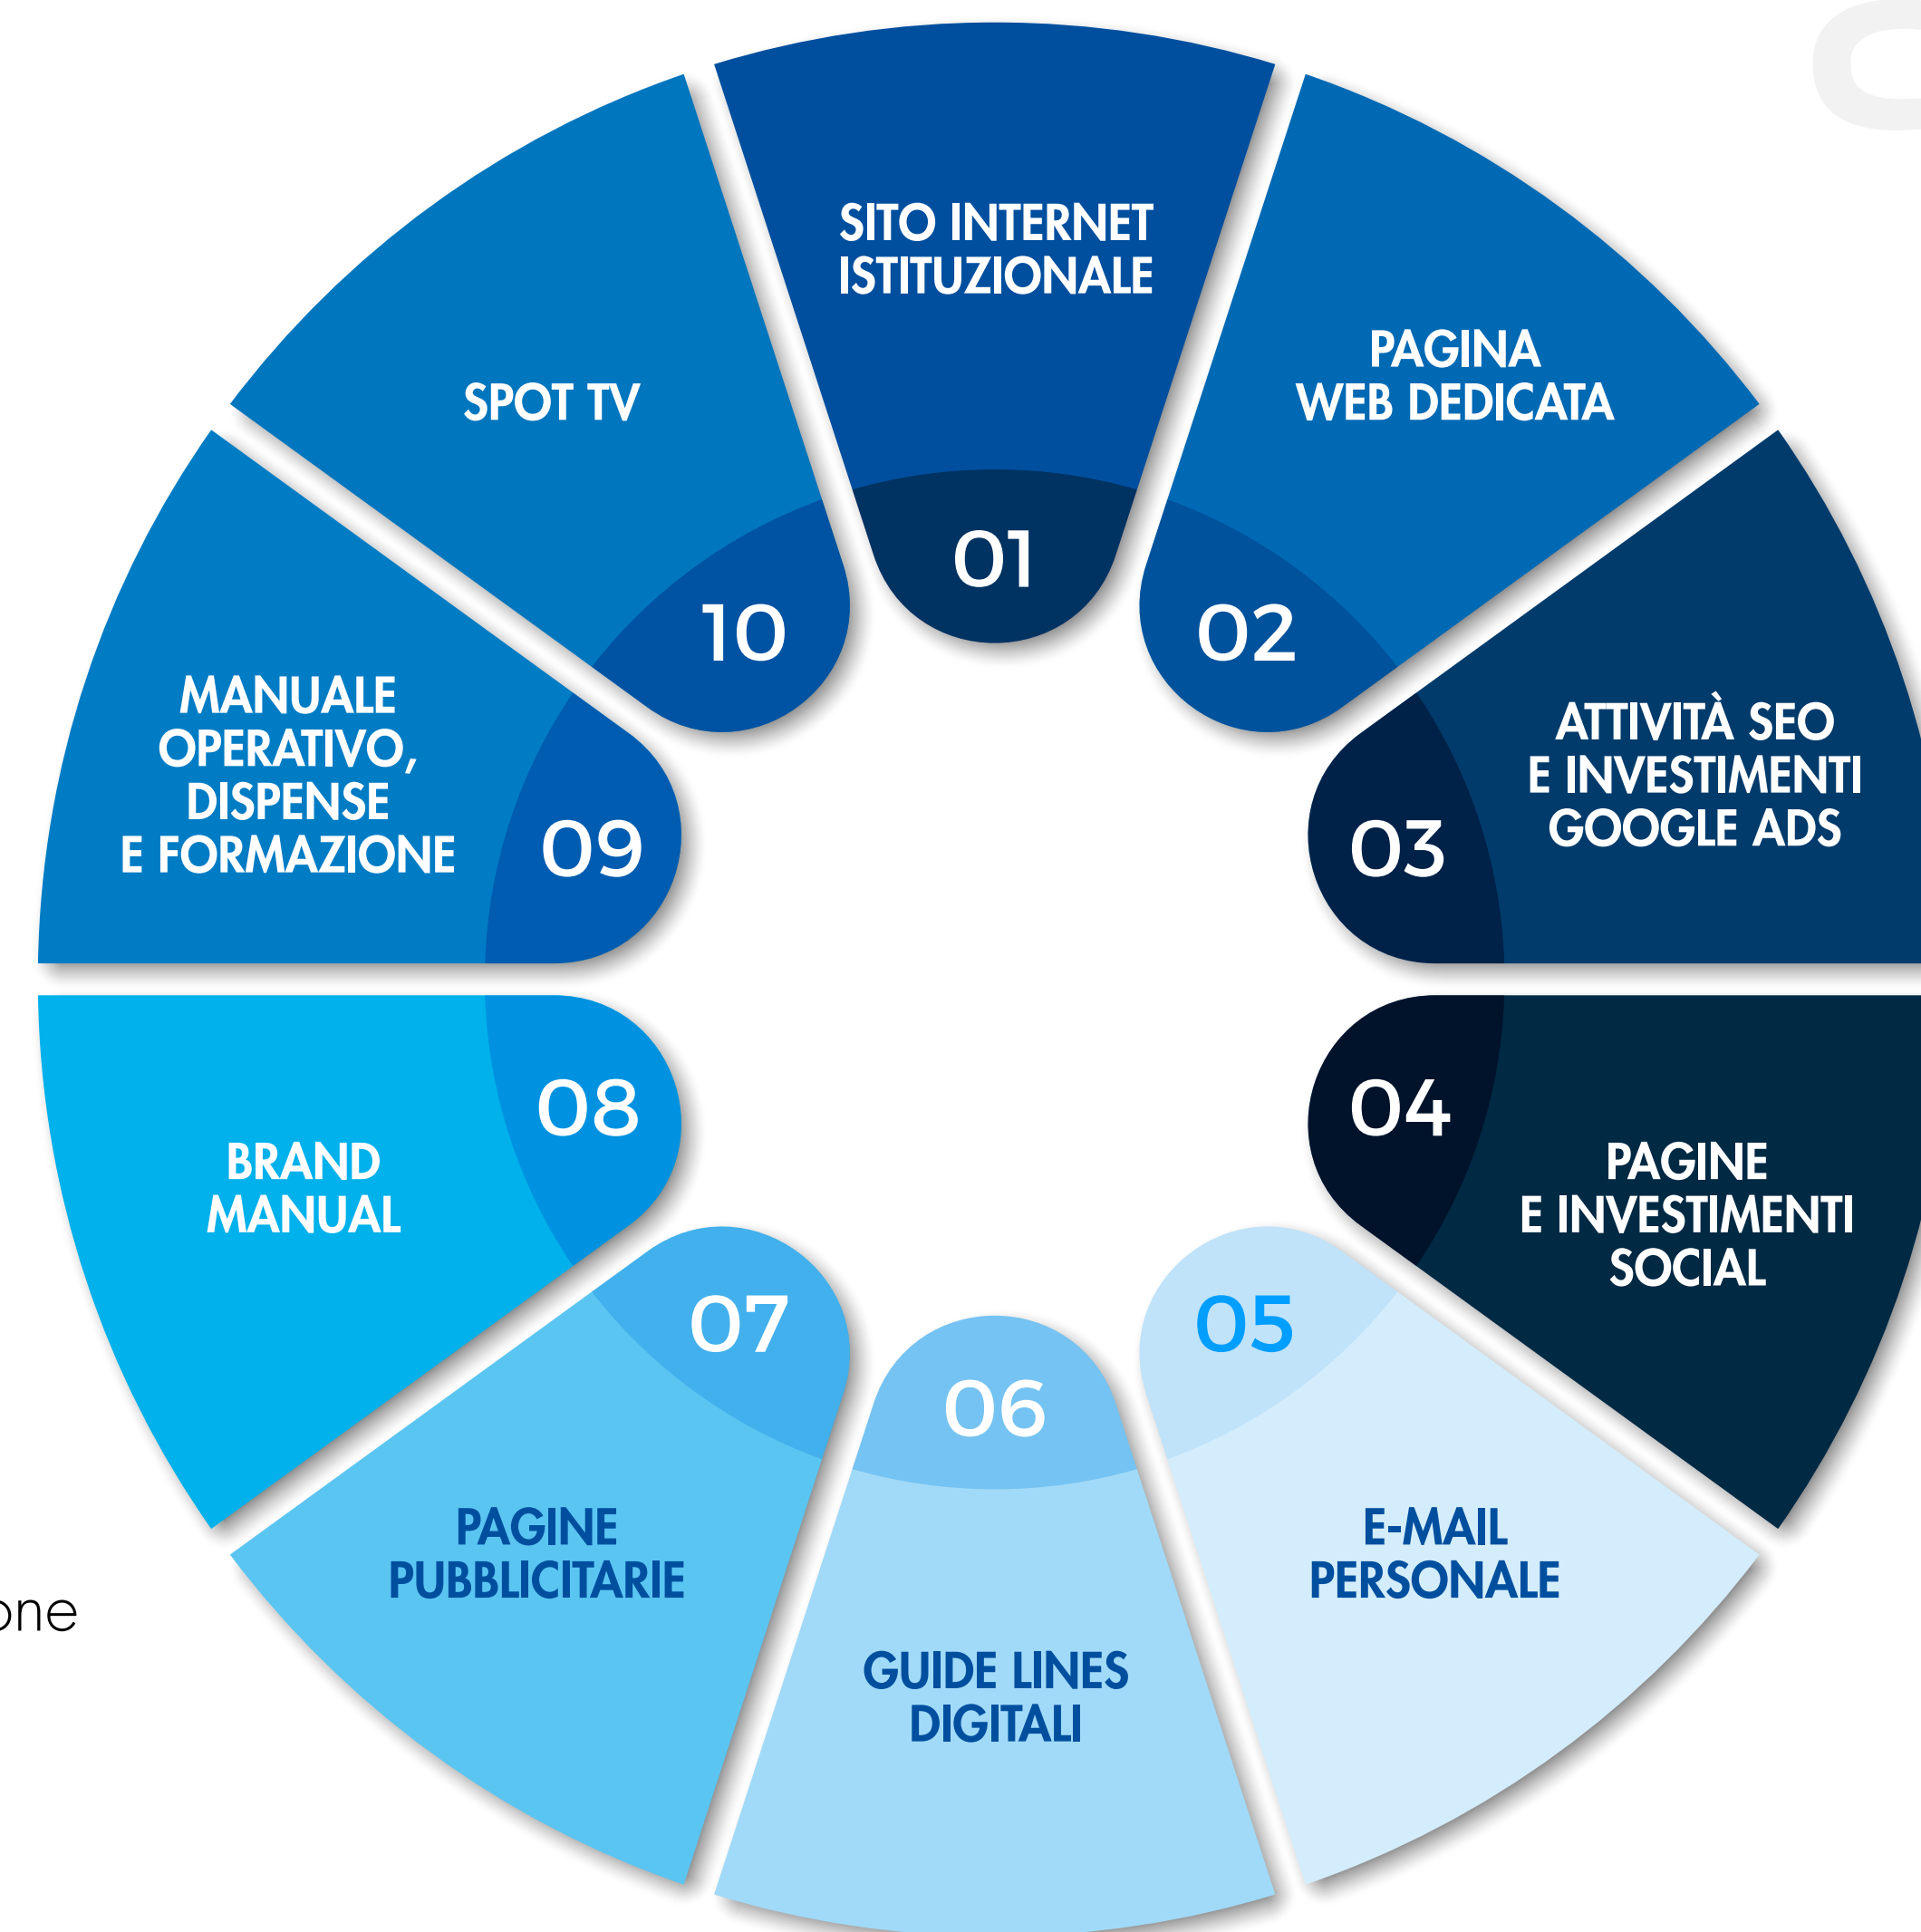 SITO INTERNET
ISTITUZIONALE
01
PAGINA
WEB DEDICATA
02
ATTIVITÀ SEO
E INVESTIMENTI
GOOGLE ADS
03
04
PAGINE
E INVESTIMENTI
SOCIAL
05
E-MAIL
PERSONALE
06
GUIDE LINES
DIGITALI
07
PAGINE
PUBBLICITARIE
08
BRAND
MANUAL
09
MANUALE
OPERATIVO,
DISPENSE
E FORMAZIONE
10
SPOT TV